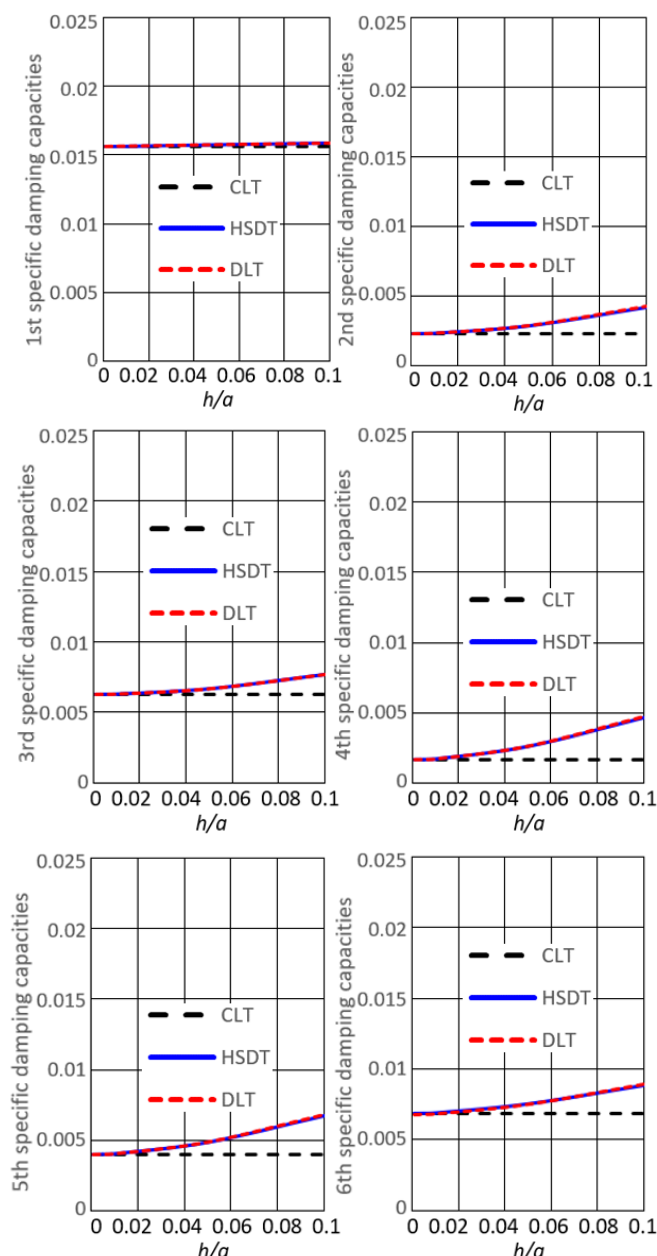 1st specific damping capacities
0.025
0.02
0.015
0.01
0.005
0
CLT
HSDT
DLT
0 0.02 0.04 0.06 0.08 0.1
h/a
2nd specific damping capacities
0.025
0.02
0.015
0.01
0.005
0
CLT
HSDT
DLT
0 0.02 0.04 0.06 0.08 0.1
h/a
3rd specific damping capacities
0.025
0.02
0.015
0.01
0.005
0
CLT
HSDT
DLT
0 0.02 0.04 0.06 0.08 0.1
h/a
4th specific damping capacities
0.025
0.02
0.015
0.01
0.005
0
CLT
HSDT
DLT
0 0.02 0.04 0.06 0.08 0.1
h/a
5th specific damping capacities
0.025
0.02
0.015
0.01
0.005
0
CLT
HSDT
DLT
0 0.02 0.04 0.06 0.08 0.1
h/a
6th specific damping capacities
0.025
0.02
0.015
0.01
0.005
0
CLT
HSDT
DLT
0 0.02 0.04 0.06 0.08 0.1
h/a